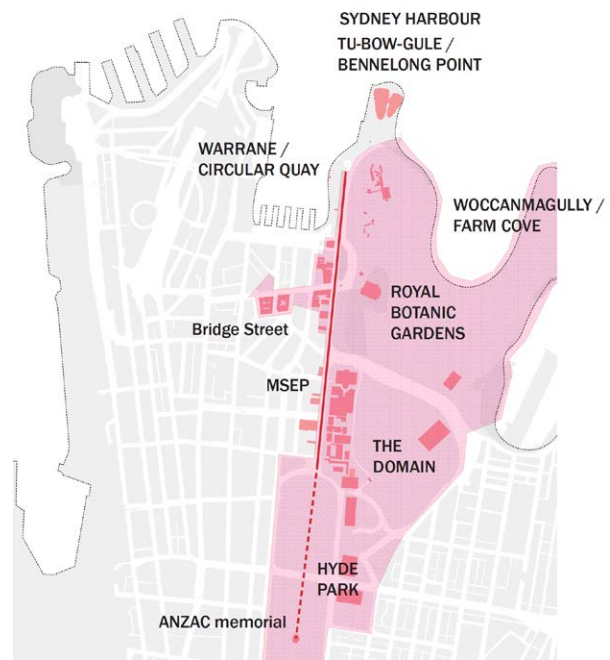 SYDNEY HARBOUR
TU-BOW-GULE /
BENNELONG POINT
WARRANE /
CIRCULAR QUAY
WOCCANMAGULLY /
FARM COVE
ROYAL
BOTANIC
GARDENS
Bridge Street
MSEP
THE
DOMAIN
HYDE
PARK
ANZAC memorial